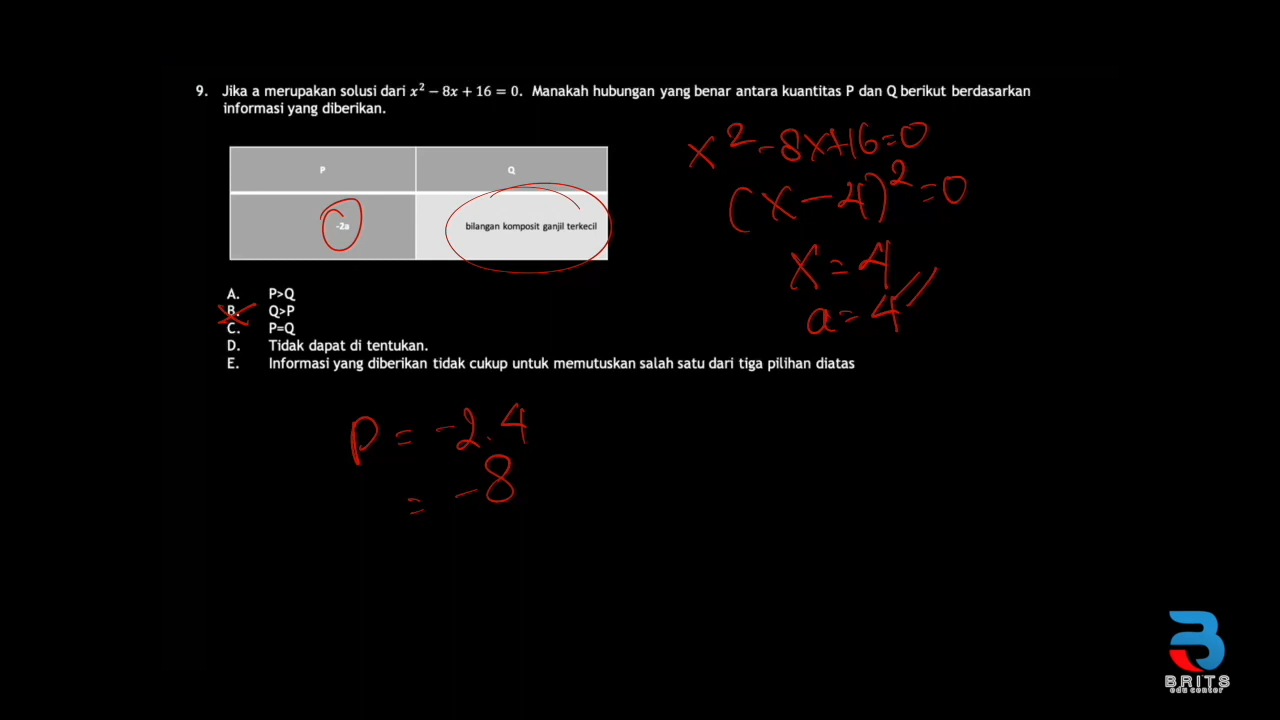 9. Jika a merupakan solusi dari x² − 8x + 16 = 0. Manakah hubungan yang benar antara kuantitas P dan Q berikut berdasarkan
informasi yang diberikan.
P Q
-2a bilangan komposit ganjil terkecil
A. P>Q
B. Q>P
C. P=Q
D. Tidak dapat di tentukan.
E. Informasi yang diberikan tidak cukup untuk memutuskan salah satu dari tiga pilihan diatas
x² - 8x+16=0
(x - 4)² = 0
x = 4
a = 4
P = -2.4
= -8
BRITS
edu center